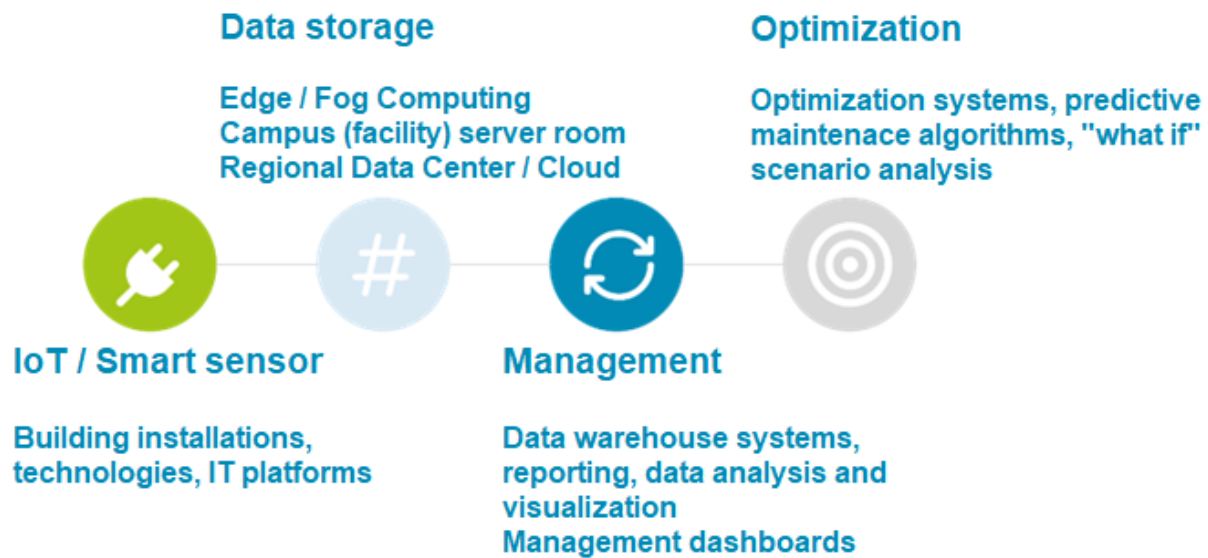 Data storage
Edge / Fog Computing
Campus (facility) server room
Regional Data Center / Cloud
Optimization
Optimization systems, predictive
maintenace algorithms, "what if"
scenario analysis
#
IoT / Smart sensor
Building installations,
technologies, IT platforms
Management
Data warehouse systems,
reporting, data analysis and
visualization
Management dashboards